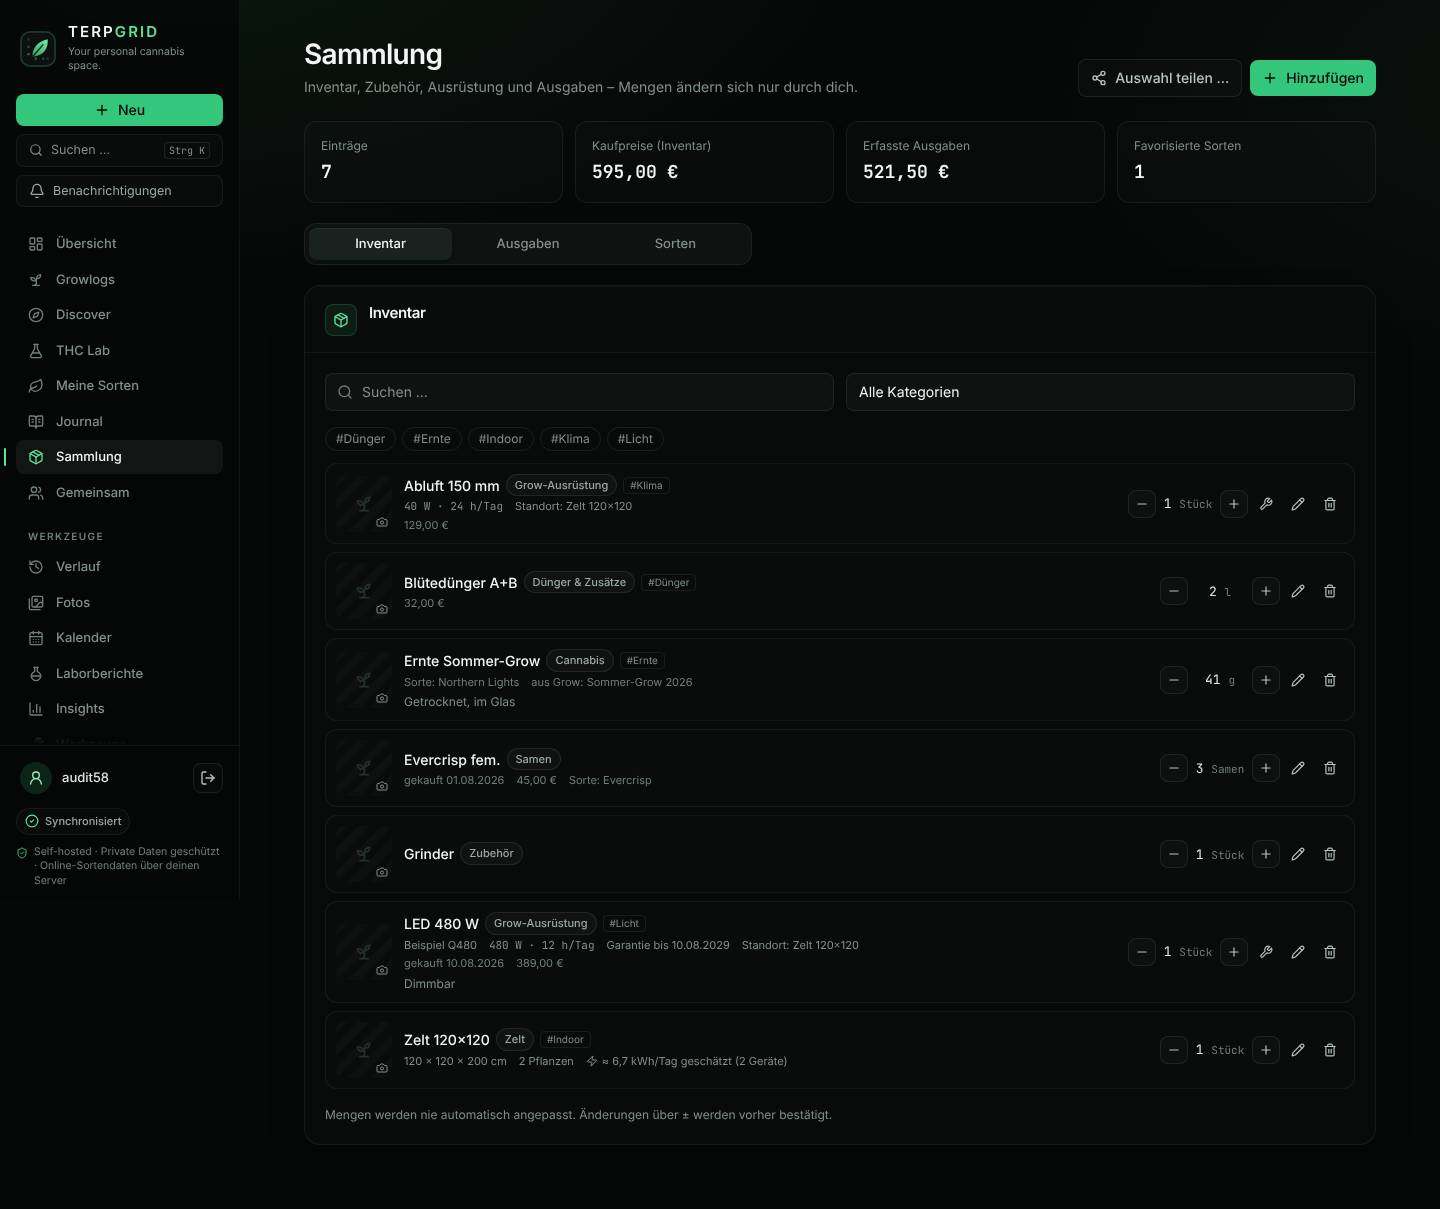 TERPGRID
Your personal cannabis
space.
Neu
Suchen ... Strg K
Benachrichtigungen
Übersicht
Growlogs
Discover
THC Lab
Meine Sorten
Journal
Sammlung
Gemeinsam
WERKZEUGE
Verlauf
Fotos
Kalender
Laborberichte
Insights
audit58
Synchronisiert
Self-hosted · Private Daten geschützt
· Online-Sortendaten über deinen
Server
Sammlung
Inventar, Zubehör, Ausrüstung und Ausgaben – Mengen ändern sich nur durch dich.
Auswahl teilen ...
Hinzufügen
Einträge
7
Kaufpreise (Inventar)
595,00 €
Erfasste Ausgaben
521,50 €
Favorisierte Sorten
1
Inventar Ausgaben Sorten
Inventar
Suchen ...
Alle Kategorien
#Dünger #Ernte #Indoor #Klima #Licht
Abluft 150 mm Grow-Ausrüstung #Klima
40 W · 24 h/Tag Standort: Zelt 120×120
129,00 €
1 Stück
Blütedünger A+B Dünger & Zusätze #Dünger
32,00 €
2 l
Ernte Sommer-Grow Cannabis #Ernte
Sorte: Northern Lights aus Grow: Sommer-Grow 2026
Getrocknet, im Glas
41 g
Evercrisp fem. Samen
gekauft 01.08.2026 45,00 € Sorte: Evercrisp
3 Samen
Grinder Zubehör
1 Stück
LED 480 W Grow-Ausrüstung #Licht
Beispiel Q480 480 W · 12 h/Tag Garantie bis 10.08.2029 Standort: Zelt 120×120
gekauft 10.08.2026 389,00 €
Dimmbar
1 Stück
Zelt 120×120 Zelt #Indoor
120 × 120 × 200 cm 2 Pflanzen ≈ 6,7 kWh/Tag geschätzt (2 Geräte)
1 Stück
Mengen werden nie automatisch angepasst. Änderungen über ± werden vorher bestätigt.